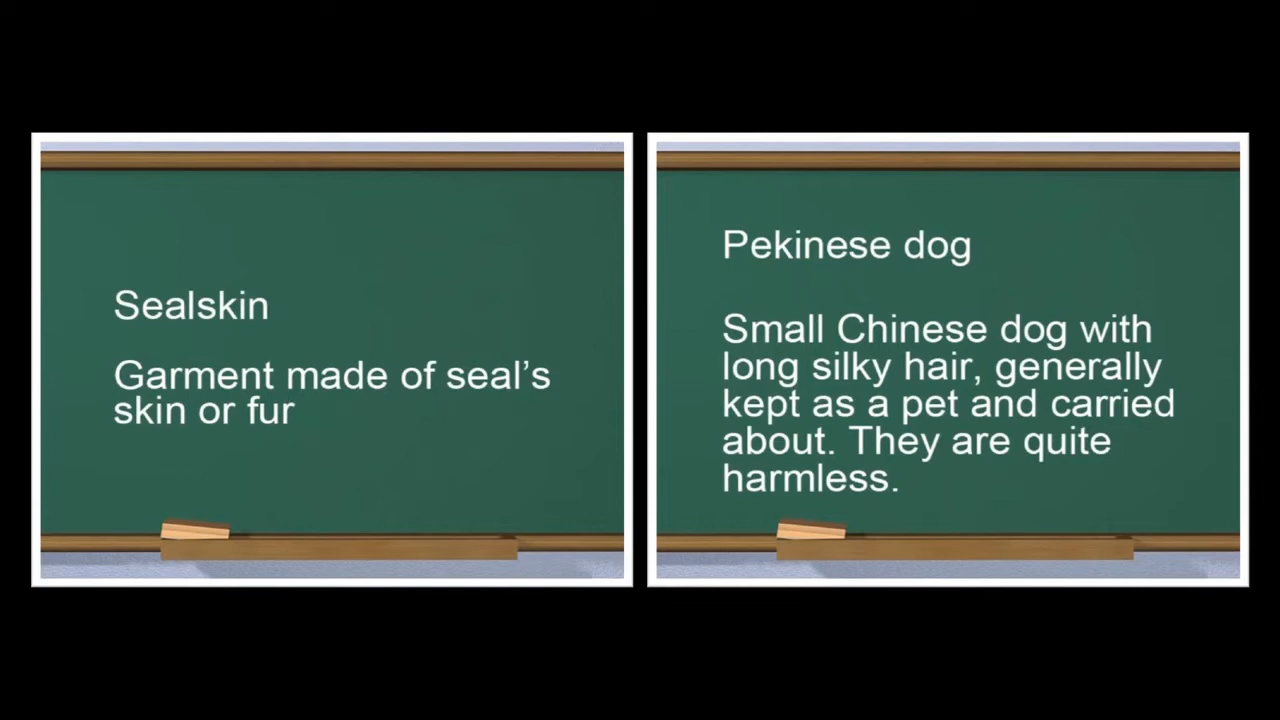 Sealskin
Garment made of seal's
skin or fur
Pekinese dog
Small Chinese dog with
long silky hair, generally
kept as a pet and carried
about. They are quite
harmless.